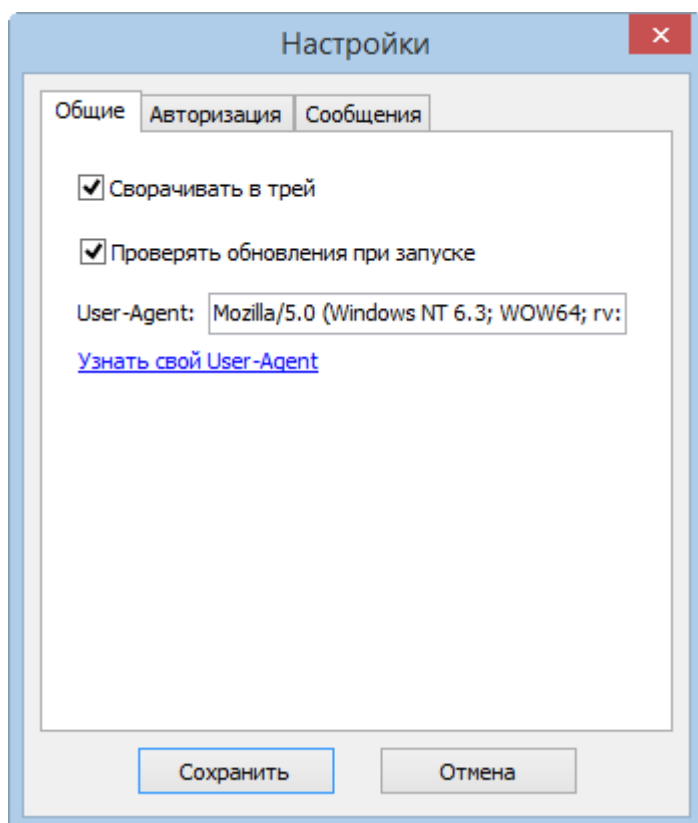 Настройки
Общие Авторизация Сообщения
Сворачивать в трей
Проверять обновления при запуске
User-Agent: Mozilla/5.0 (Windows NT 6.3; WOW64; rv:
Узнать свой User-Agent
Сохранить Отмена